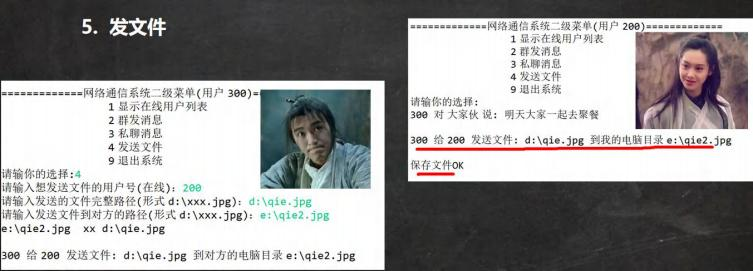 5. 发文件
=============网络通信系统二级菜单(用户 300)=
1 显示在线用户列表
2 群发消息
3 私聊消息
4 发送文件
9 退出系统
请输你的选择:4
请输入想发送文件的用户号(在线): 200
请输入发送的文件完整路径(形式 d:\xxx.jpg): d:\qie.jpg
请输入发送文件到对方的路径(形式 d:\xxx.jpg): e:\qie2.jpg
e:\qie2.jpg xx d:\qie.jpg
300 给 200 发送文件: d:\qie.jpg 到对方的电脑目录 e:\qie2.jpg
=============网络通信系统二级菜单(用户 200)=============
1 显示在线用户列表
2 群发消息
3 私聊消息
4 发送文件
9 退出系统
请输你的选择:
300 对 大家伙 说: 明天大家一起去聚餐
300 给 200 发送文件: d:\qie.jpg 到我的电脑目录 e:\qie2.jpg
保存文件OK